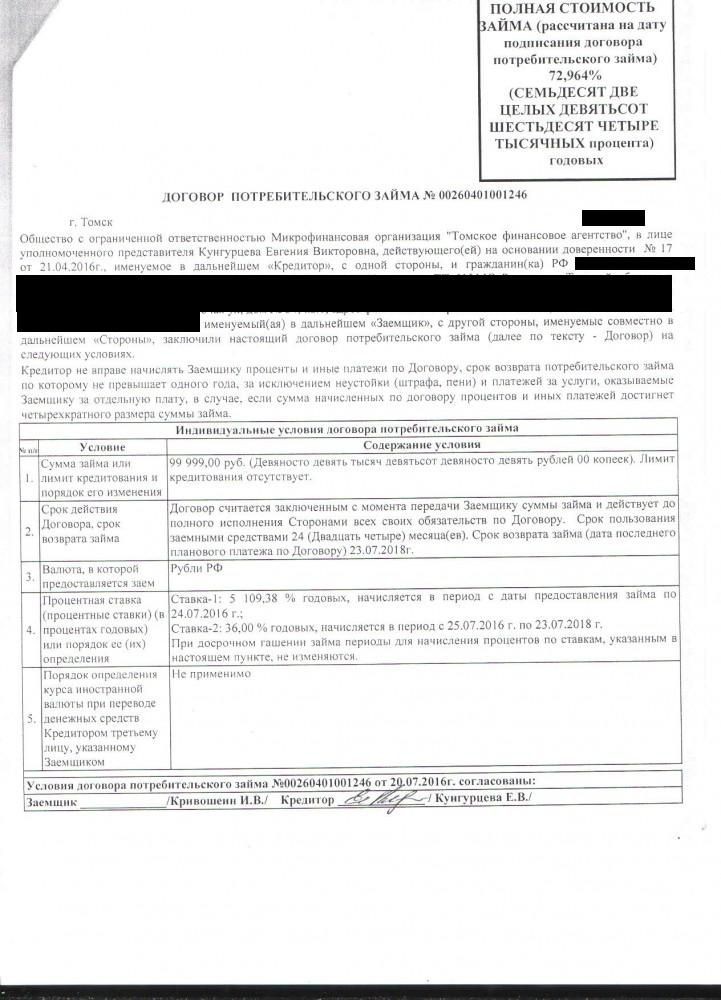 ПОЛНАЯ СТОИМОСТЬ
ЗАЙМА (рассчитана на дату
подписания договора
потребительского займа)
72,964%
(СЕМЬДЕСЯТ ДВЕ
ЦЕЛЫХ ДЕВЯТЬСОТ
ШЕСТЬДЕСЯТ ЧЕТЫРЕ
ТЫСЯЧНЫХ процента)
годовых
ДОГОВОР ПОТРЕБИТЕЛЬСКОГО ЗАЙМА № 00260401001246
г. Томск
Общество с ограниченной ответственностью Микрофинансовая организация "Томское финансовое агентство", в лице
уполномоченного представителя Кунгурцева Евгения Викторовна, действующего(ей) на основании доверенности № 17
от 21.04.2016г., именуемое в дальнейшем «Кредитор», с одной стороны, и гражданин(ка) РФ
именуемый(ая) в дальнейшем «Заемщик», с другой стороны, именуемые совместно в
дальнейшем «Стороны», заключили настоящий договор потребительского займа (далее по тексту - Договор) на
следующих условиях.
Кредитор не вправе начислять Заемщику проценты и иные платежи по Договору, срок возврата потребительского займа
по которому не превышает одного года, за исключением неустойки (штрафа, пени) и платежей за услуги, оказываемые
Заемщику за отдельную плату, в случае, если сумма начисленных по договору процентов и иных платежей достигнет
четырехкратного размера суммы займа.
Индивидуальные условия договора потребительского займа
№ п/п Условие Содержание условия
1. Сумма займа или
лимит кредитования и
порядок его изменения
99 999,00 руб. (Девяносто девять тысяч девятьсот девяносто девять рублей 00 копеек). Лимит
кредитования отсутствует.
2. Срок действия
Договора, срок
возврата займа
Договор считается заключенным с момента передачи Заемщику суммы займа и действует до
полного исполнения Сторонами всех своих обязательств по Договору. Срок пользования
заемными средствами 24 (Двадцать четыре) месяца(ев). Срок возврата займа (дата последнего
планового платежа по Договору) 23.07.2018г.
3. Валюта, в которой
предоставляется заем
Рубли РФ
4. Процентная ставка
(процентные ставки) (в
процентах годовых)
или порядок ее (их)
определения
Ставка-1: 5 109,38 % годовых, начисляется в период с даты предоставления займа по
24.07.2016 г.;
Ставка-2: 36,00 % годовых, начисляется в период с 25.07.2016 г. по 23.07.2018 г.
При досрочном гашении займа периоды для начисления процентов по ставкам, указанным в
настоящем пункте, не изменяются.
5. Порядок определения
курса иностранной
валюты при переводе
денежных средств
Кредитором третьему
лицу, указанному
Заемщиком
Не применимо
Условия договора потребительского займа №00260401001246 от 20.07.2016г. согласованы:
Заемщик ____________/Кривошеин И.В./ Кредитор ____________/ Кунгурцева Е.В./